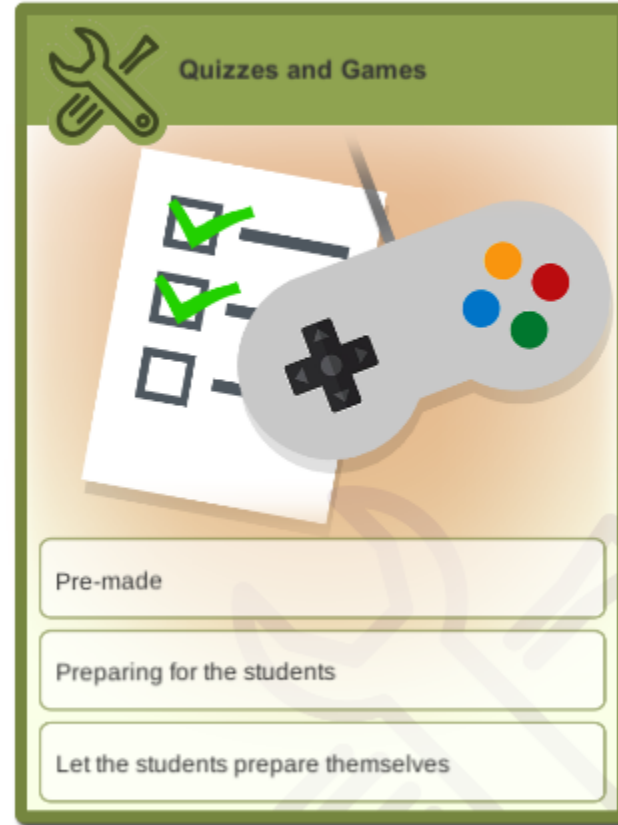 Quizzes and Games
Pre-made
Preparing for the students
Let the students prepare themselves